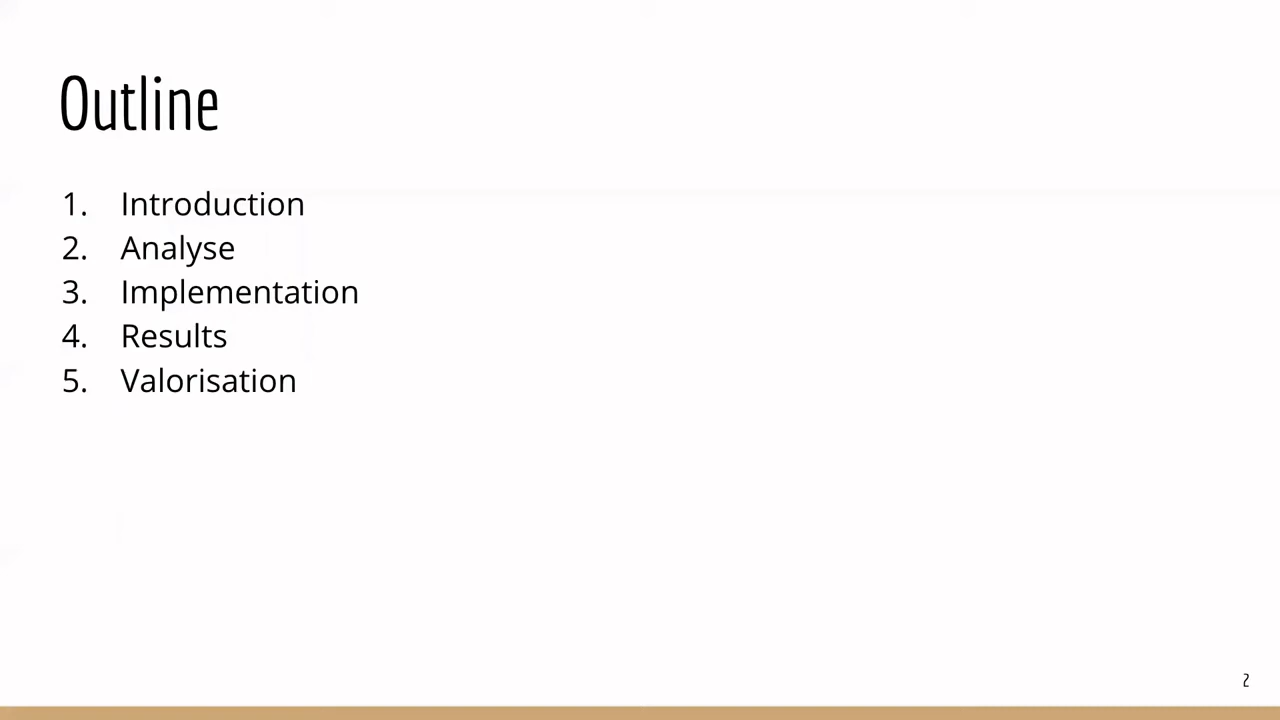 Outline
1. Introduction
2. Analyse
3. Implementation
4. Results
5. Valorisation
2